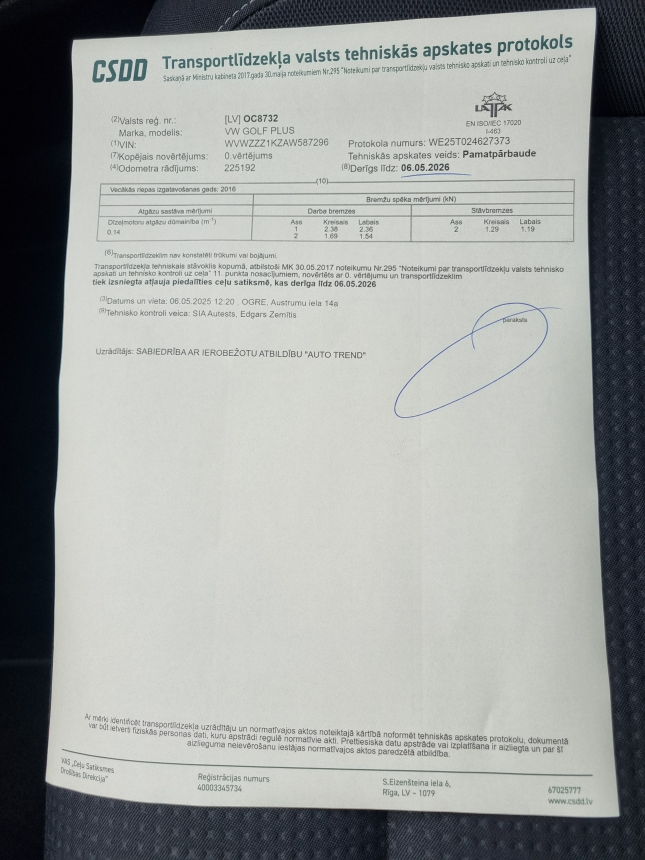 CSDD Transportlīdzekļa valsts tehniskās apskates protokols
Saskaņā ar Ministru kabineta 2017.gada 30.maija noteikumiem Nr.295 "Noteikumi par transportlīdzekļu valsts tehnisko apskati un tehnisko kontroli uz ceļa"
LATAK
EN ISO/IEC 17020
I-463
(2)Valsts reģ. nr.: [LV] OC8732
Marka, modelis: VW GOLF PLUS
(1)VIN: WVWZZZ1KZAW587296 Protokola numurs: WE25T024627373
(7)Kopējais novērtējums: 0.vērtējums Tehniskās apskates veids: Pamatpārbaude
(4)Odometra rādījums: 225192 (8)Derīgs līdz: 06.05.2026
(10)
Vecākās riepas izgatavošanas gads: 2016
Bremžu spēka mērījumi (kN)
Atgāzu sastāva mērījumi Darba bremzes Stāvbremzes
Dīzeļmotoru atgāzu dūmainība (m⁻¹) Ass Kreisais Labais Ass Kreisais Labais
0.14 1 2.38 2.36 2 1.29 1.19
2 1.69 1.54
(6)Transportlīdzeklim nav konstatēti trūkumi vai bojājumi.
Transportlīdzekļa tehniskais stāvoklis kopumā, atbilstoši MK 30.05.2017 noteikumu Nr.295 "Noteikumi par transportlīdzekļu valsts tehnisko
apskati un tehnisko kontroli uz ceļa" 11. punkta nosacījumiem, novērtēts ar 0. vērtējumu un transportlīdzeklim
tiek izsniegta atļauja piedalīties ceļu satiksmē, kas derīga līdz 06.05.2026
(3)Datums un vieta: 06.05.2025 12:20 , OGRE, Austrumu iela 14a
(9)Tehnisko kontroli veica: SIA Autests, Edgars Zemītis
paraksts
Uzrādītājs: SABIEDRĪBA AR IEROBEŽOTU ATBILDĪBU "AUTO TREND"
Ar mērķi identificēt transportlīdzekļa uzrādītāju un normatīvajos aktos noteiktajā kārtībā noformēt tehniskās apskates protokolu, dokumentā
var būt ietverti fiziskās personas dati, kuru apstrādi regulē normatīvie akti. Prettiesiska datu apstrāde vai izplatīšana ir aizliegta un par šī
aizlieguma neievērošanu iestājas normatīvajos aktos paredzētā atbildība.
VAS „Ceļu Satiksmes
Drošības Direkcija"
Reģistrācijas numurs
40003345734
S.Eizenšteina iela 6,
Rīga, LV - 1079
67025777
www.csdd.lv